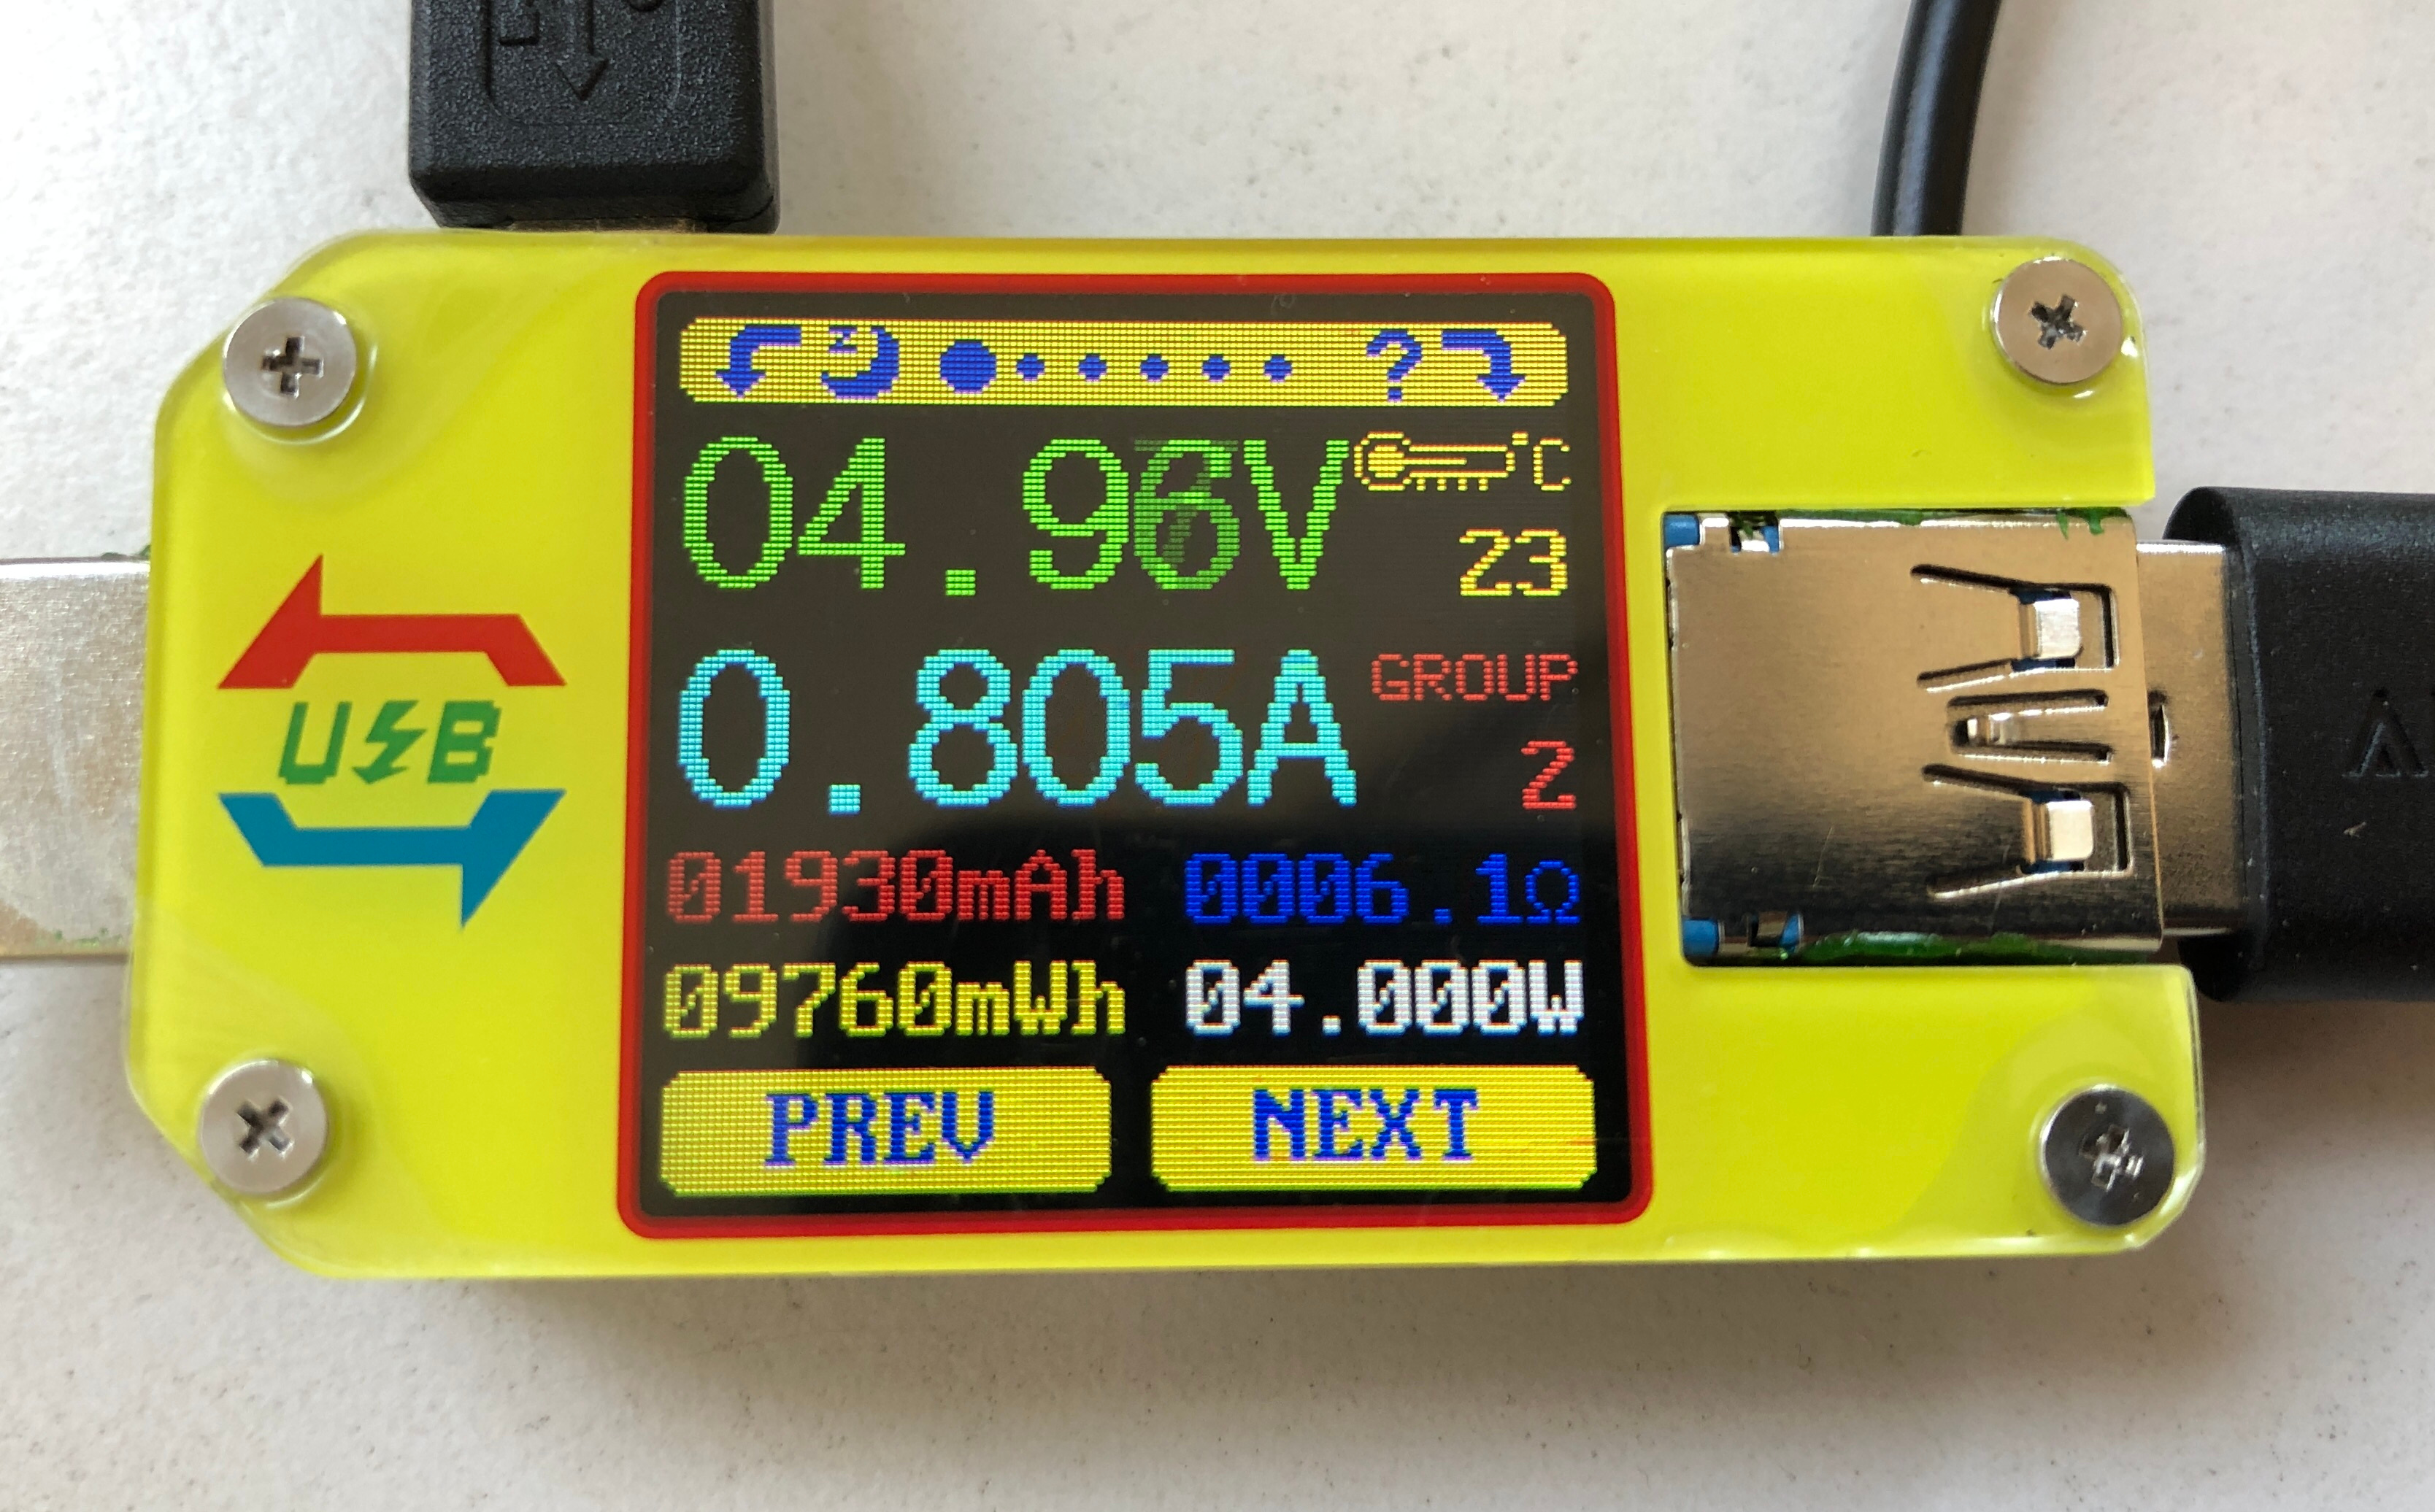 ?
04.96V °C
23
0.805A GROUP
2
USB
01930mAh 0006.1Ω
09760mWh 04.000W
PREV NEXT